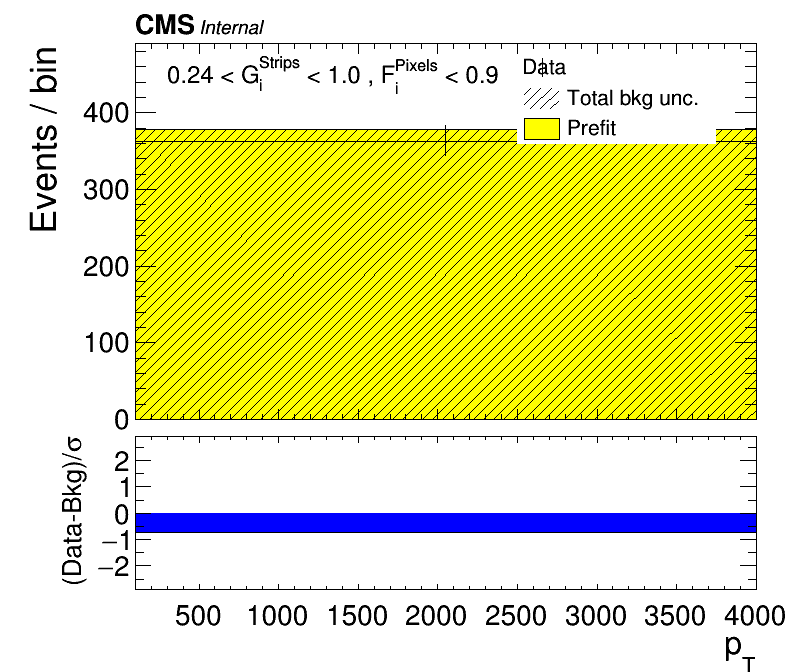 CMS Internal
0.24 < G_i^Strips < 1.0 , F_i^Pixels < 0.9
Data
Total bkg unc.
Prefit
Events / bin
400
300
200
100
0
(Data-Bkg)/σ
2
1
0
−1
−2
500 1000 1500 2000 2500 3000 3500 4000
p_T